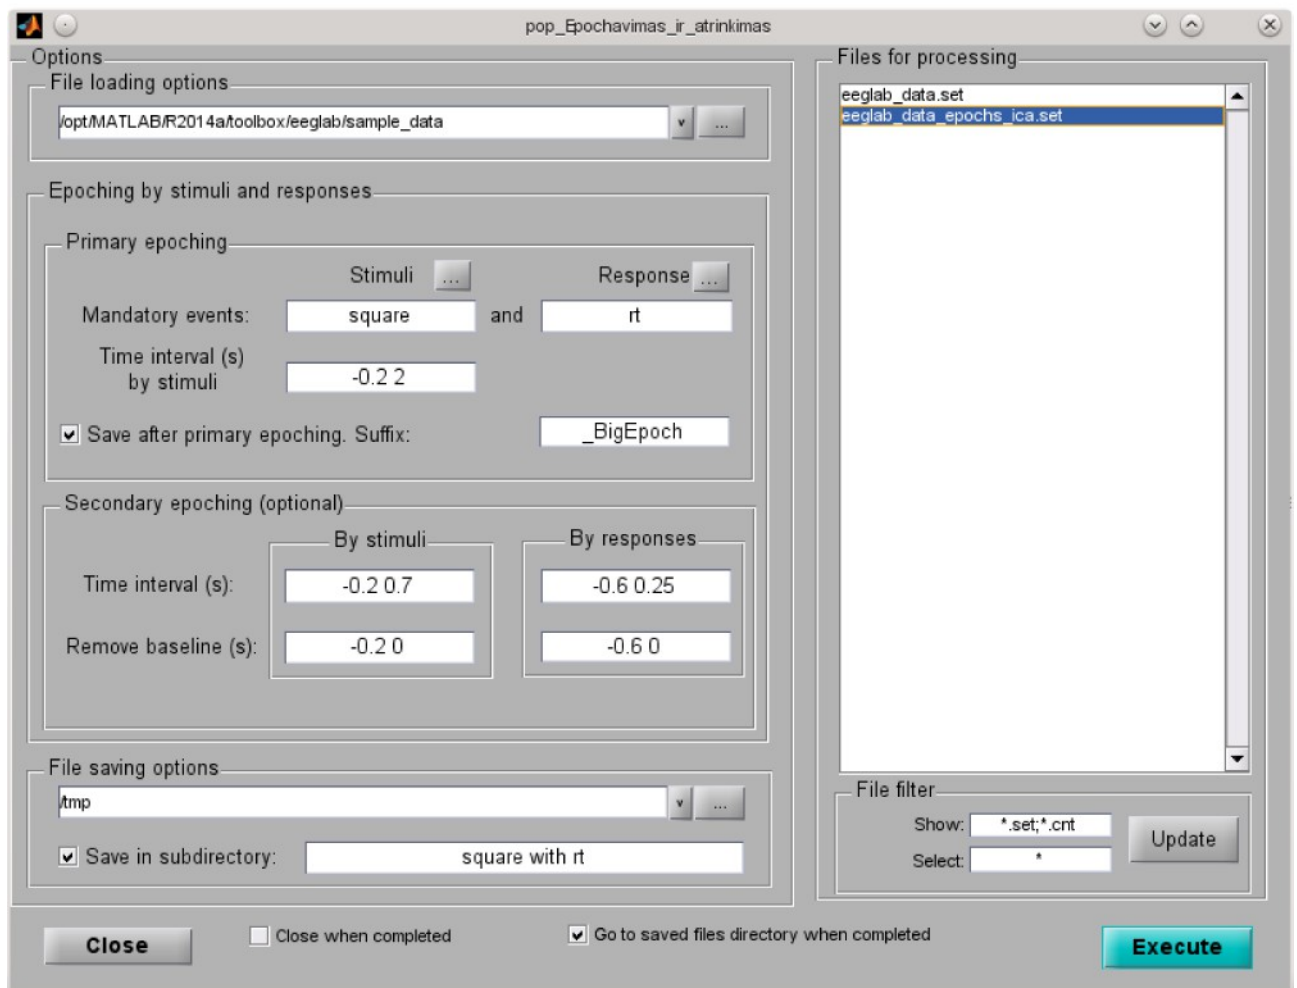 pop_Epochavimas_ir_atrinkimas
Options
File loading options
/opt/MATLAB/R2014a/toolbox/eeglab/sample_data
v
...
Epoching by stimuli and responses
Primary epoching
Stimuli ... Response ...
Mandatory events: square and rt
Time interval (s)
by stimuli
-0.2 2
Save after primary epoching. Suffix: _BigEpoch
Secondary epoching (optional)
By stimuli By responses
Time interval (s): -0.2 0.7 -0.6 0.25
Remove baseline (s): -0.2 0 -0.6 0
File saving options
/tmp
v
...
Save in subdirectory: square with rt
Files for processing
eeglab_data.set
eeglab_data_epochs_ica.set
File filter
Show: *.set;*.cnt
Select: *
Update
Close
Close when completed
Go to saved files directory when completed
Execute